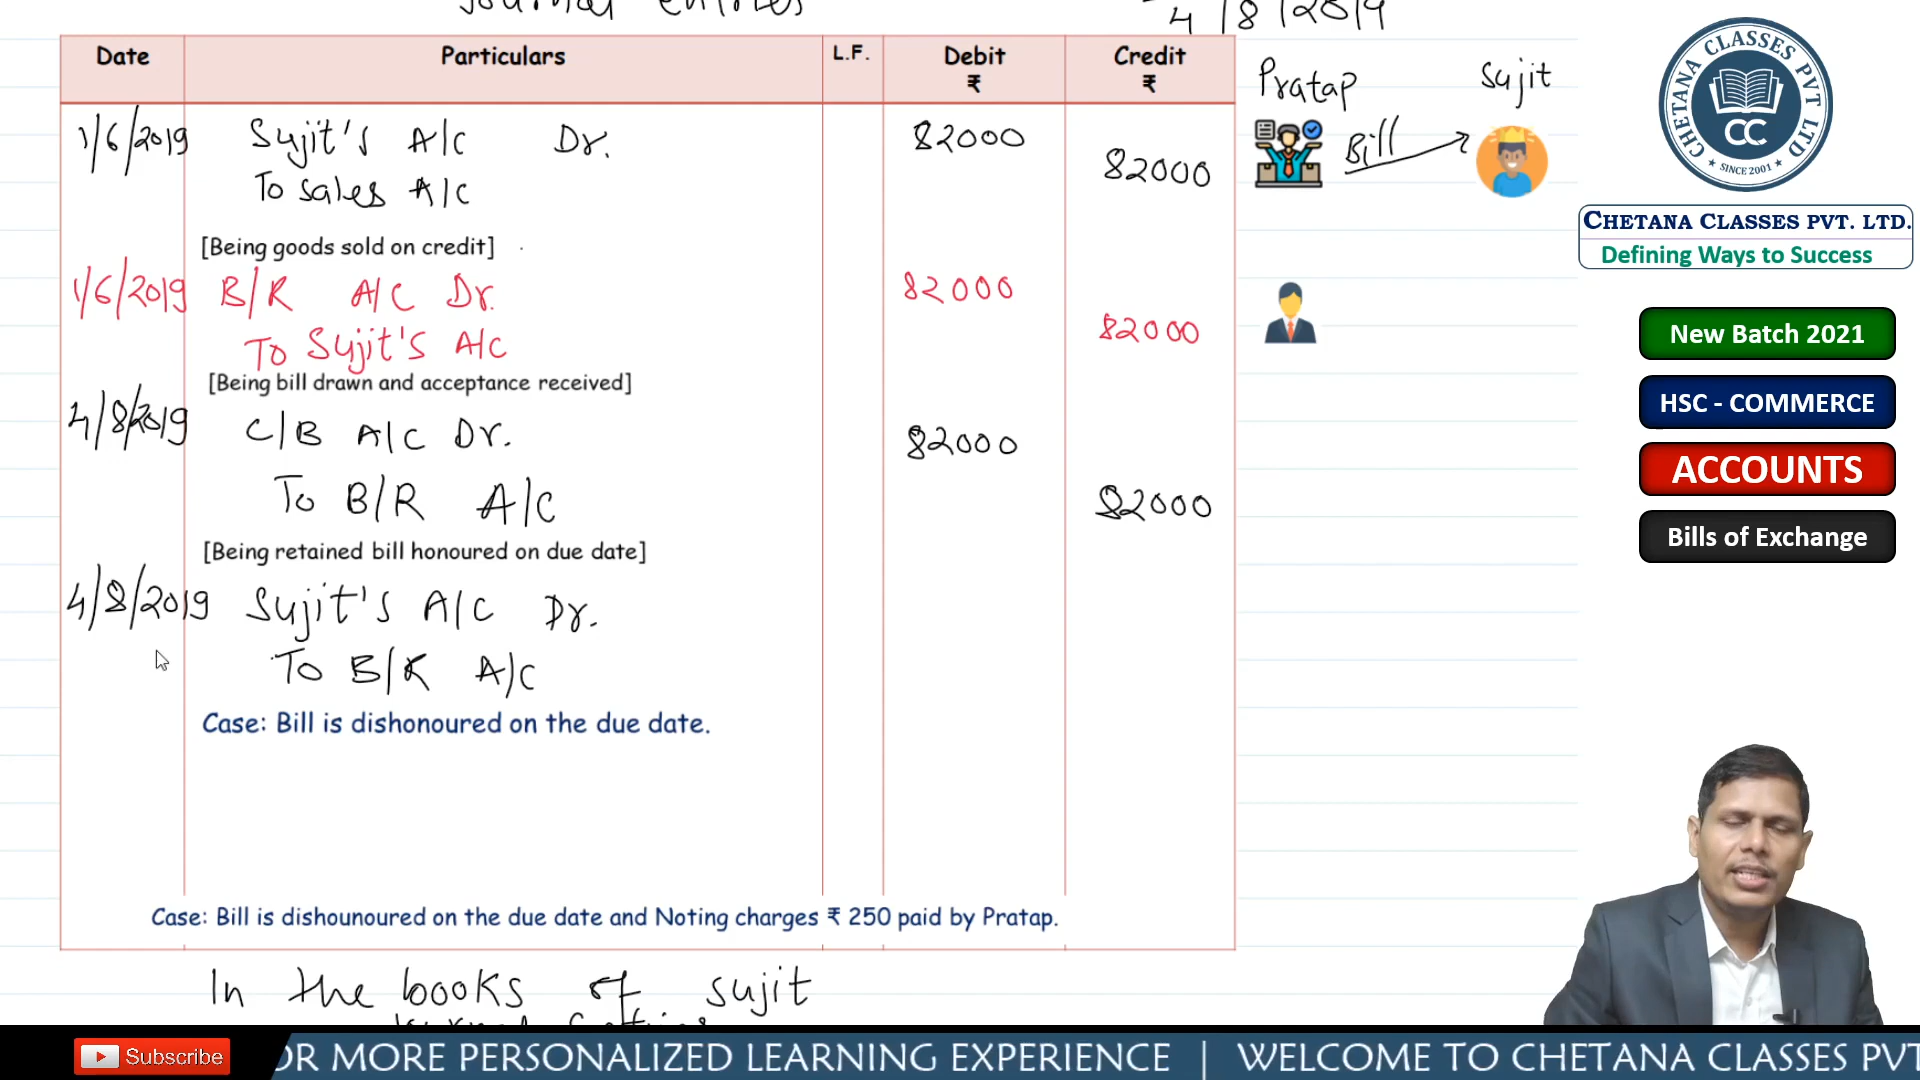 Journal entries
4/8/2019
Date Particulars L.F. Debit ₹ Credit ₹
1/6/2019 Sujit's A/C Dr. 82000
To Sales A/C 82000
[Being goods sold on credit]
1/6/2019 B/R A/C Dr. 82000
To Sujit's A/C 82000
[Being bill drawn and acceptance received]
4/8/2019 C/B A/C Dr. 82000
To B/R A/C 82000
[Being retained bill honoured on due date]
4/8/2019 Sujit's A/C Dr.
To B/R A/C
Case: Bill is dishonoured on the due date.
Case: Bill is dishounoured on the due date and Noting charges ₹ 250 paid by Pratap.
In the books of sujit
Pratap Sujit
Bill
CHETANA CLASSES PVT LTD
CC
SINCE 2001
CHETANA CLASSES PVT. LTD.
Defining Ways to Success
New Batch 2021
HSC - COMMERCE
ACCOUNTS
Bills of Exchange
Subscribe
OR MORE PERSONALIZED LEARNING EXPERIENCE | WELCOME TO CHETANA CLASSES PVT